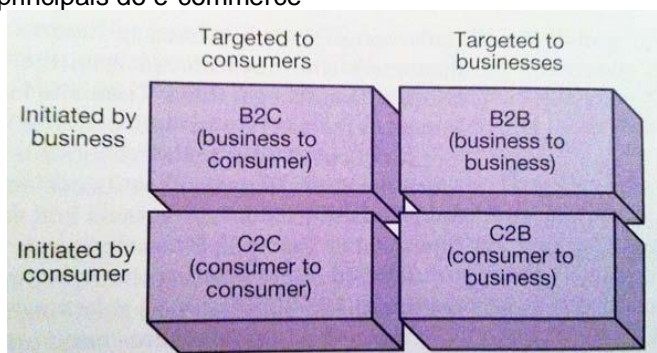 principais do e-commerce
Targeted to
consumers
Targeted to
businesses
Initiated by
business
B2C
(business to
consumer)
B2B
(business to
business)
Initiated by
consumer
C2C
(consumer to
consumer)
C2B
(consumer to
business)